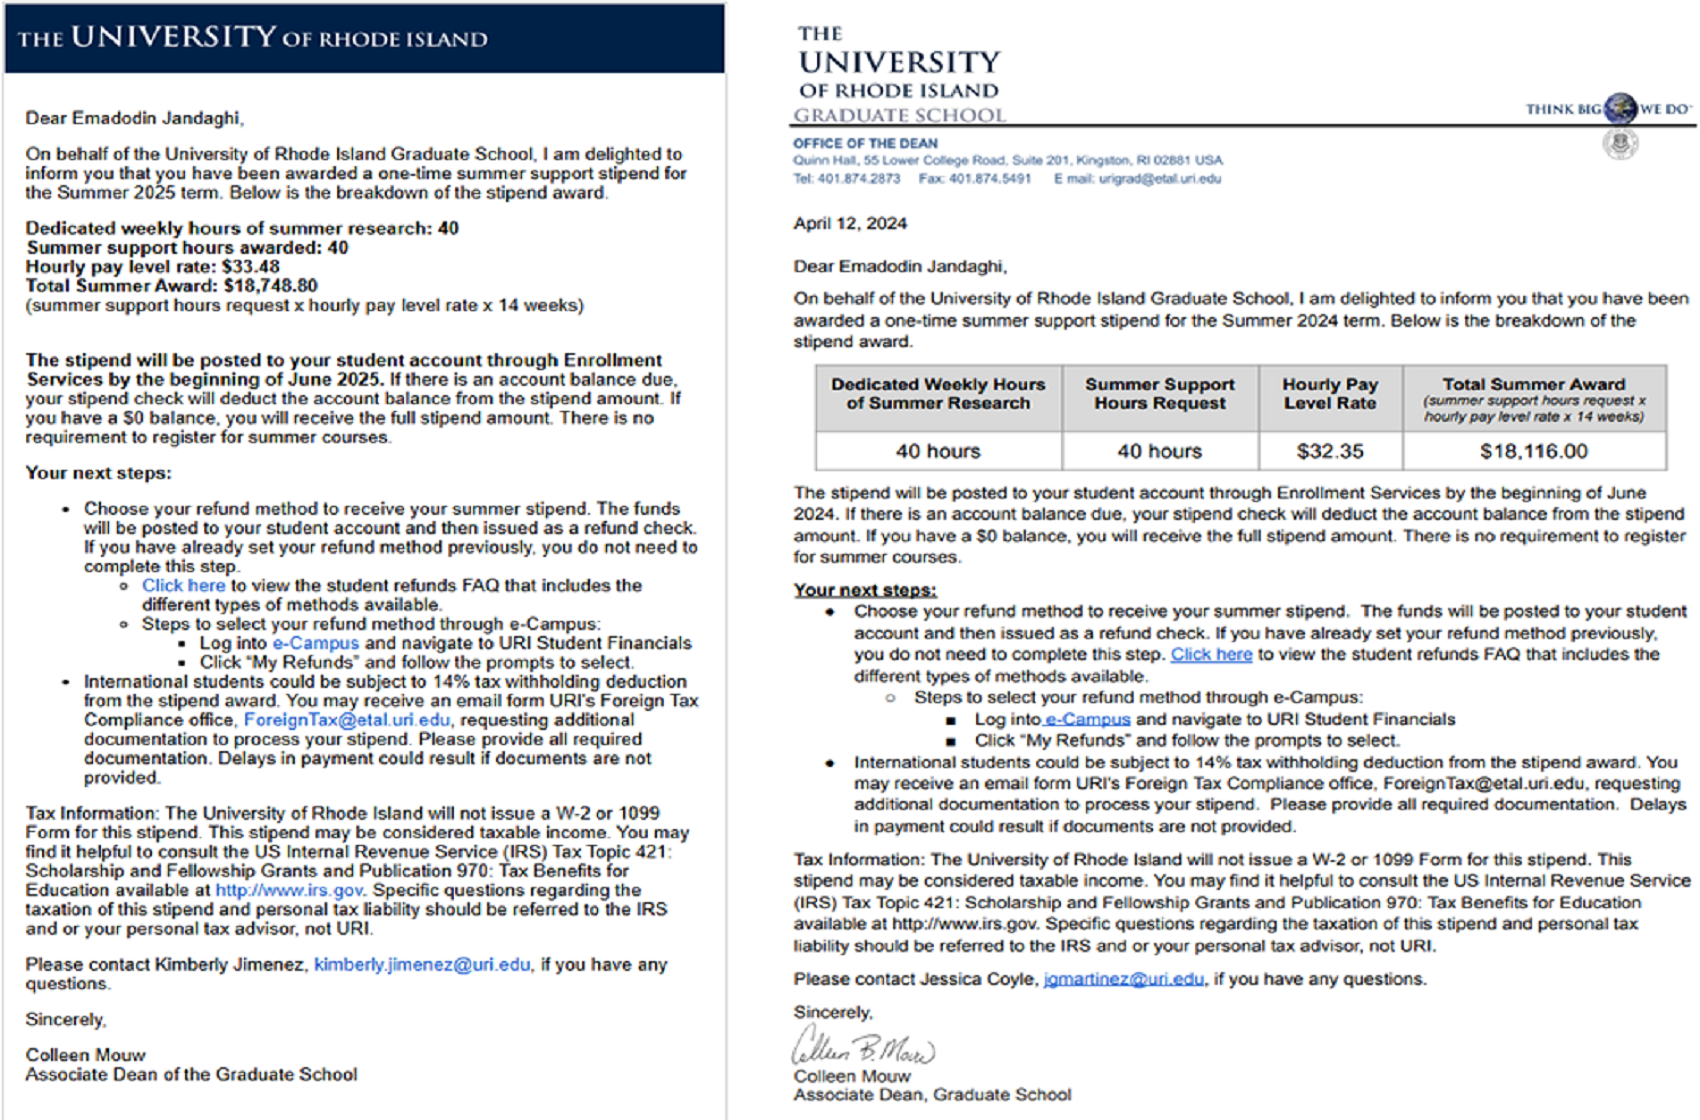 THE UNIVERSITY OF RHODE ISLAND
Dear Emadodin Jandaghi,
On behalf of the University of Rhode Island Graduate School, I am delighted to
inform you that you have been awarded a one-time summer support stipend for
the Summer 2025 term. Below is the breakdown of the stipend award.
Dedicated weekly hours of summer research: 40
Summer support hours awarded: 40
Hourly pay level rate: $33.48
Total Summer Award: $18,748.80
(summer support hours request x hourly pay level rate x 14 weeks)
The stipend will be posted to your student account through Enrollment
Services by the beginning of June 2025. If there is an account balance due,
your stipend check will deduct the account balance from the stipend amount. If
you have a $0 balance, you will receive the full stipend amount. There is no
requirement to register for summer courses.
Your next steps:
• Choose your refund method to receive your summer stipend. The funds
will be posted to your student account and then issued as a refund check.
If you have already set your refund method previously, you do not need to
complete this step.
◦ Click here to view the student refunds FAQ that includes the
different types of methods available.
◦ Steps to select your refund method through e-Campus:
▪ Log into e-Campus and navigate to URI Student Financials
▪ Click "My Refunds" and follow the prompts to select.
• International students could be subject to 14% tax withholding deduction
from the stipend award. You may receive an email form URI's Foreign Tax
Compliance office, ForeignTax@etal.uri.edu, requesting additional
documentation to process your stipend. Please provide all required
documentation. Delays in payment could result if documents are not
provided.
Tax Information: The University of Rhode Island will not issue a W-2 or 1099
Form for this stipend. This stipend may be considered taxable income. You may
find it helpful to consult the US Internal Revenue Service (IRS) Tax Topic 421:
Scholarship and Fellowship Grants and Publication 970: Tax Benefits for
Education available at http://www.irs.gov. Specific questions regarding the
taxation of this stipend and personal tax liability should be referred to the IRS
and or your personal tax advisor, not URI.
Please contact Kimberly Jimenez, kimberly.jimenez@uri.edu, if you have any
questions.
Sincerely,
Colleen Mouw
Associate Dean of the Graduate School
THE
UNIVERSITY
OF RHODE ISLAND
GRADUATE SCHOOL
THINK BIG WE DO™
OFFICE OF THE DEAN
Quinn Hall, 55 Lower College Road, Suite 201, Kingston, RI 02881 USA
Tel: 401.874.2873 Fax: 401.874.5491 E mail: urigrad@etal.uri.edu
April 12, 2024
Dear Emadodin Jandaghi,
On behalf of the University of Rhode Island Graduate School, I am delighted to inform you that you have been
awarded a one-time summer support stipend for the Summer 2024 term. Below is the breakdown of the
stipend award.
Dedicated Weekly Hours of Summer Research
Summer Support Hours Request
Hourly Pay Level Rate
Total Summer Award (summer support hours request x hourly pay level rate x 14 weeks)
40 hours 40 hours $32.35 $18,116.00
The stipend will be posted to your student account through Enrollment Services by the beginning of June
2024. If there is an account balance due, your stipend check will deduct the account balance from the stipend
amount. If you have a $0 balance, you will receive the full stipend amount. There is no requirement to register
for summer courses.
Your next steps:
● Choose your refund method to receive your summer stipend. The funds will be posted to your student
account and then issued as a refund check. If you have already set your refund method previously,
you do not need to complete this step. Click here to view the student refunds FAQ that includes the
different types of methods available.
○ Steps to select your refund method through e-Campus:
■ Log into e-Campus and navigate to URI Student Financials
■ Click "My Refunds" and follow the prompts to select.
● International students could be subject to 14% tax withholding deduction from the stipend award. You
may receive an email form URI's Foreign Tax Compliance office, ForeignTax@etal.uri.edu, requesting
additional documentation to process your stipend. Please provide all required documentation. Delays
in payment could result if documents are not provided.
Tax Information: The University of Rhode Island will not issue a W-2 or 1099 Form for this stipend. This
stipend may be considered taxable income. You may find it helpful to consult the US Internal Revenue Service
(IRS) Tax Topic 421: Scholarship and Fellowship Grants and Publication 970: Tax Benefits for Education
available at http://www.irs.gov. Specific questions regarding the taxation of this stipend and personal tax
liability should be referred to the IRS and or your personal tax advisor, not URI.
Please contact Jessica Coyle, jgmartinez@uri.edu, if you have any questions.
Sincerely,
Colleen B. Mouw
Colleen Mouw
Associate Dean, Graduate School